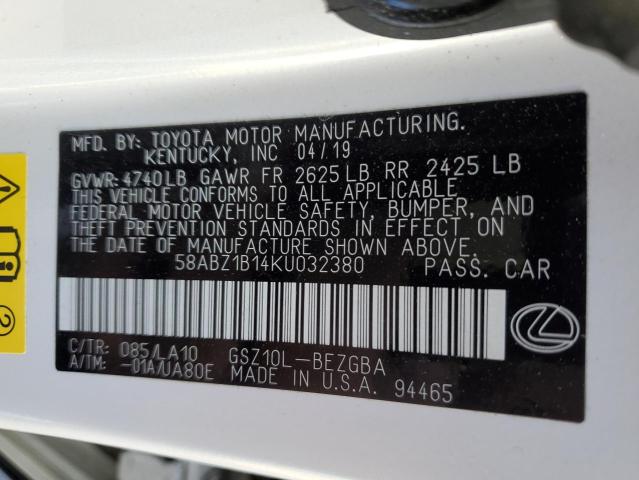 MFD. BY: TOYOTA MOTOR MANUFACTURING.
KENTUCKY, INC 04/19
GVWR: 4740LB GAWR FR 2625LB RR 2425 LB
THIS VEHICLE CONFORMS TO ALL APPLICABLE
FEDERAL MOTOR VEHICLE SAFETY, BUMPER, AND
THEFT PREVENTION STANDARDS IN EFFECT ON
THE DATE OF MANUFACTURE SHOWN ABOVE.
58ABZ1B14KU032380 PASS. CAR
C/TR: 085/LA10 GSZ10L-BEZGBA
A/TM: -01A/UA80E MADE IN U.S.A. 94465
2